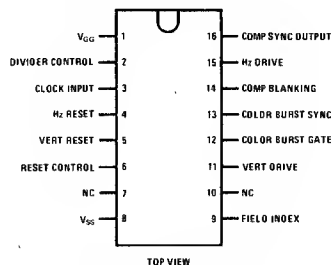 VGG 1 16 COMP SYNC OUTPUT
DIVIDER CONTROL 2 15 Hz DRIVE
CLOCK INPUT 3 14 COMP BLANKING
Hz RESET 4 13 COLDR BURST SYNC
VERT RESET 5 12 COLOR BURST GATE
RESET CONTROL 6 11 VERT DRIVE
NC 7 10 NC
VSS 8 9 FIELD INDEX
TOP VIEW